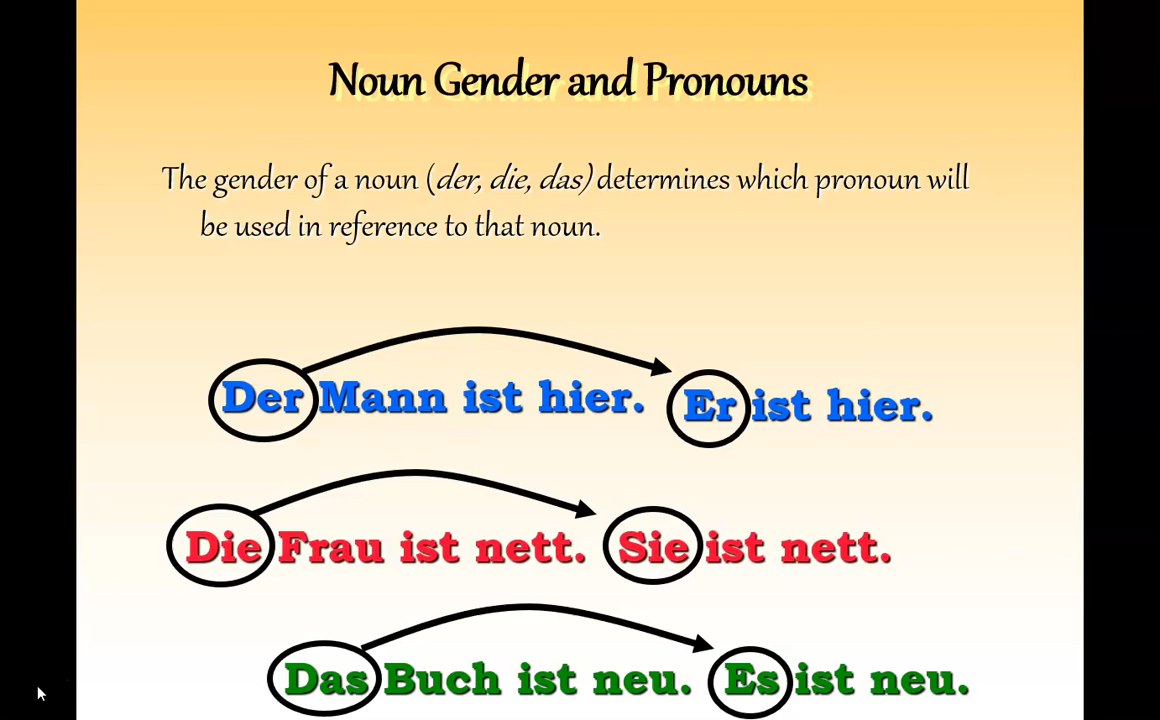 Noun Gender and Pronouns
The gender of a noun (der, die, das) determines which pronoun will
be used in reference to that noun.
Der Mann ist hier. Er ist hier.
Die Frau ist nett. Sie ist nett.
Das Buch ist neu. Es ist neu.